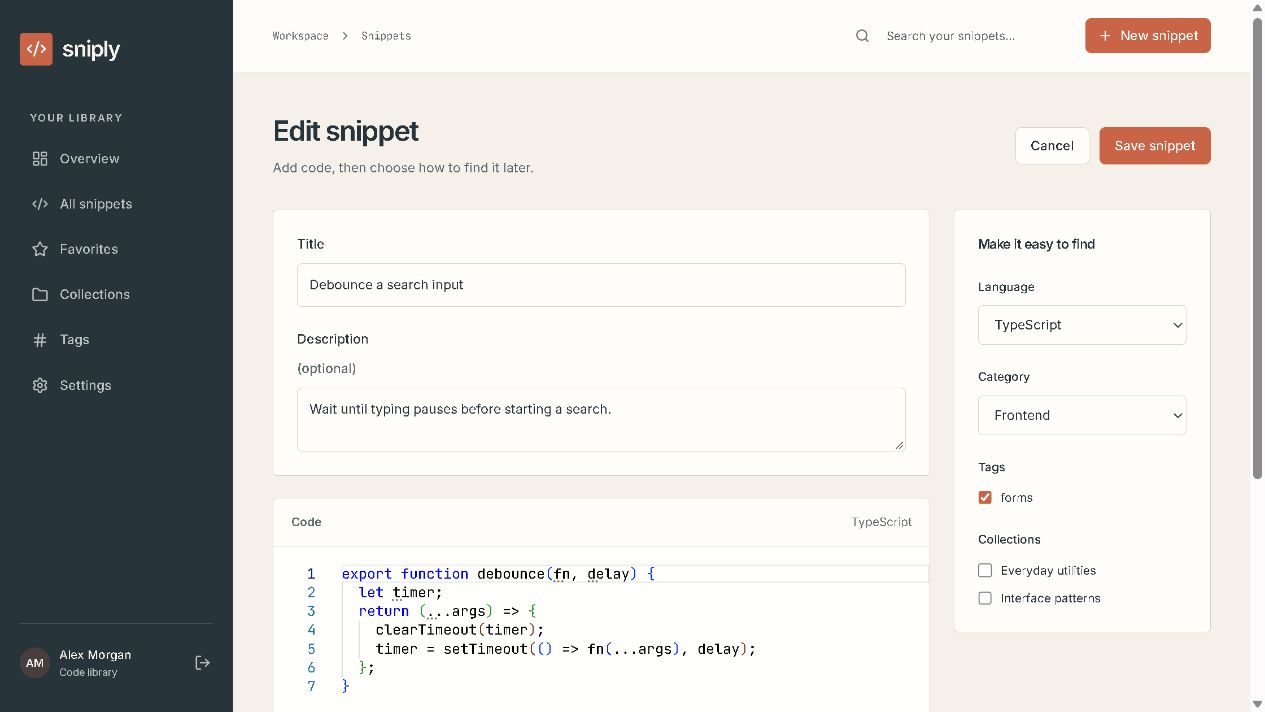 sniply
YOUR LIBRARY
Overview
All snippets
Favorites
Collections
Tags
Settings
AM
Alex Morgan
Code library
Workspace > Snippets
Search your snippets...
+ New snippet
Edit snippet
Add code, then choose how to find it later.
Cancel
Save snippet
Title
Debounce a search input
Description
(optional)
Wait until typing pauses before starting a search.
Code
TypeScript
1 export function debounce(fn, delay) {
2   let timer;
3   return (...args) => {
4     clearTimeout(timer);
5     timer = setTimeout(() => fn(...args), delay);
6   };
7 }
Make it easy to find
Language
TypeScript
Category
Frontend
Tags
forms
Collections
Everyday utilities
Interface patterns